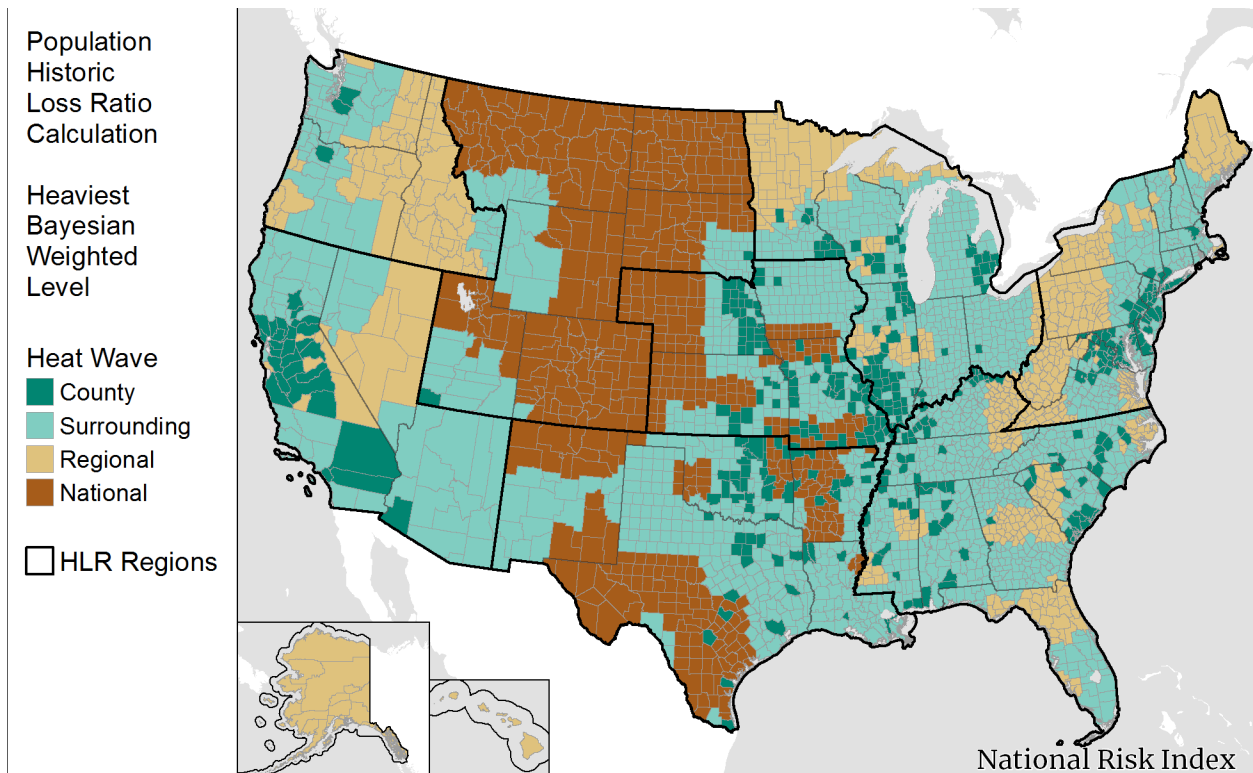 Population
Historic
Loss Ratio
Calculation
Heaviest
Bayesian
Weighted
Level
Heat Wave
County
Surrounding
Regional
National
HLR Regions
National Risk Index